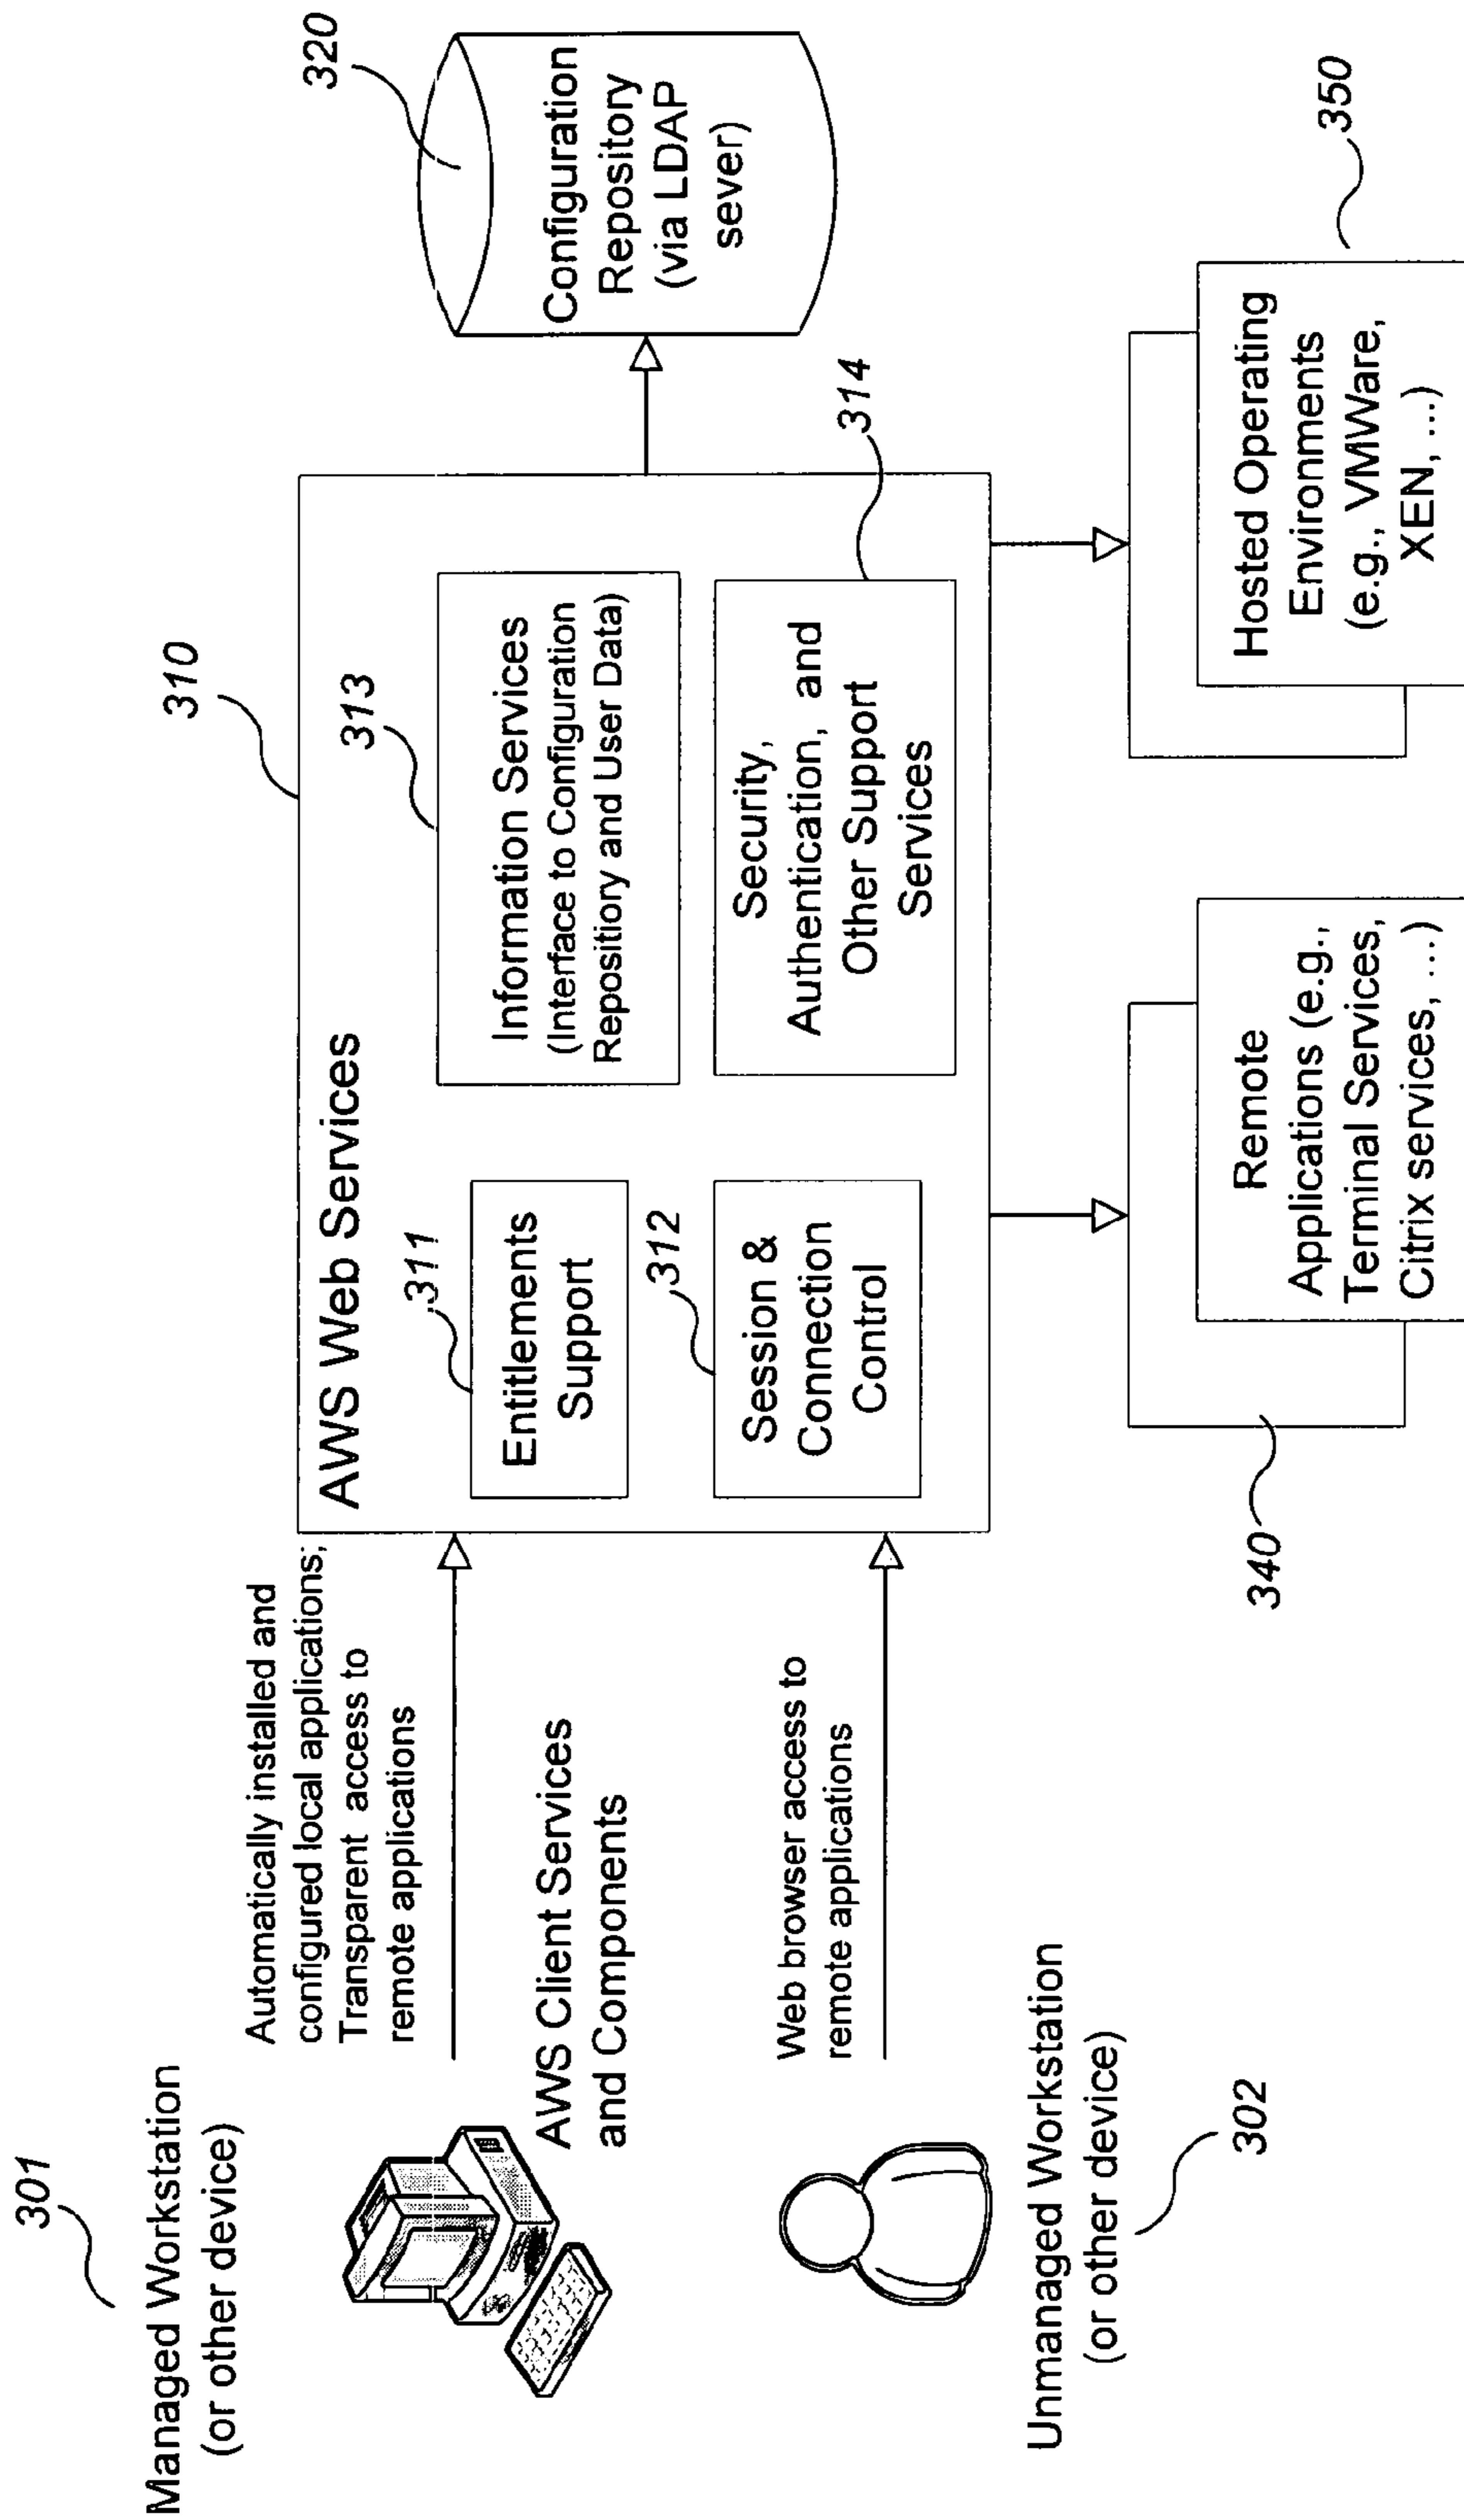 301
Managed Workstation
(or other device)
Automatically installed and
configured local applications;
Transparent access to
remote applications
AWS Client Services
and Components
Web browser access to
remote applications
Unmanaged Workstation
(or other device)
302
310
AWS Web Services
311
Entitlements
Support
312
Session &
Connection
Control
313
Information Services
(Interface to Configuration
Repository and User Data)
314
Security,
Authentication, and
Other Support
Services
320
Configuration
Repository
(via LDAP
sever)
340
Remote
Applications (e.g.,
Terminal Services,
Citrix services, ...)
350
Hosted Operating
Environments
(e.g., VMWare,
XEN, ...)